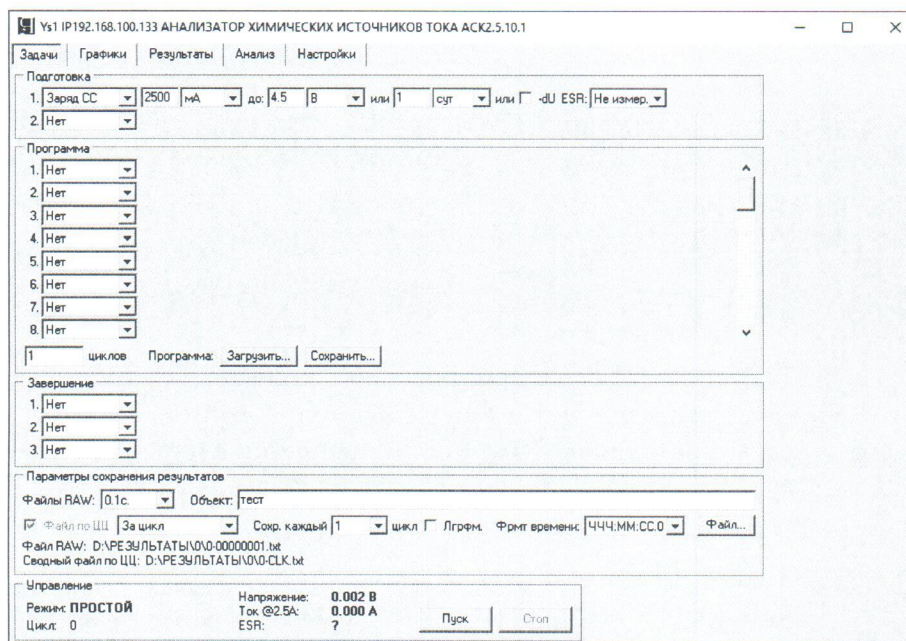 Ys1 IP192.168.100.133 АНАЛИЗАТОР ХИМИЧЕСКИХ ИСТОЧНИКОВ ТОКА АСК2.5.10.1
Задачи Графики Результаты Анализ Настройки
Подготовка
1. Заряд СС 2500 мА до: 4.5 В или 1 сут или -dU ESR: Не измер.
2. Нет
Программа
1. Нет
2. Нет
3. Нет
4. Нет
5. Нет
6. Нет
7. Нет
8. Нет
1 циклов Программа: Загрузить... Сохранить...
Завершение
1. Нет
2. Нет
3. Нет
Параметры сохранения результатов
Файлы RAW: 0.1с. Объект: тест
Файл по ЦЦ За цикл Сохр. каждый 1 цикл Лгрфм. Фрмт времени: ЧЧЧ:ММ:СС.0 Файл...
Файл RAW: D:\РЕЗУЛЬТАТЫ\0\0-00000001.txt
Сводный файл по ЦЦ: D:\РЕЗУЛЬТАТЫ\0\0-CLK.txt
Управление
Режим: ПРОСТОЙ
Цикл: 0
Напряжение: 0.002 В
Ток @2.5А: 0.000 А
ESR: ?
Пуск Стоп